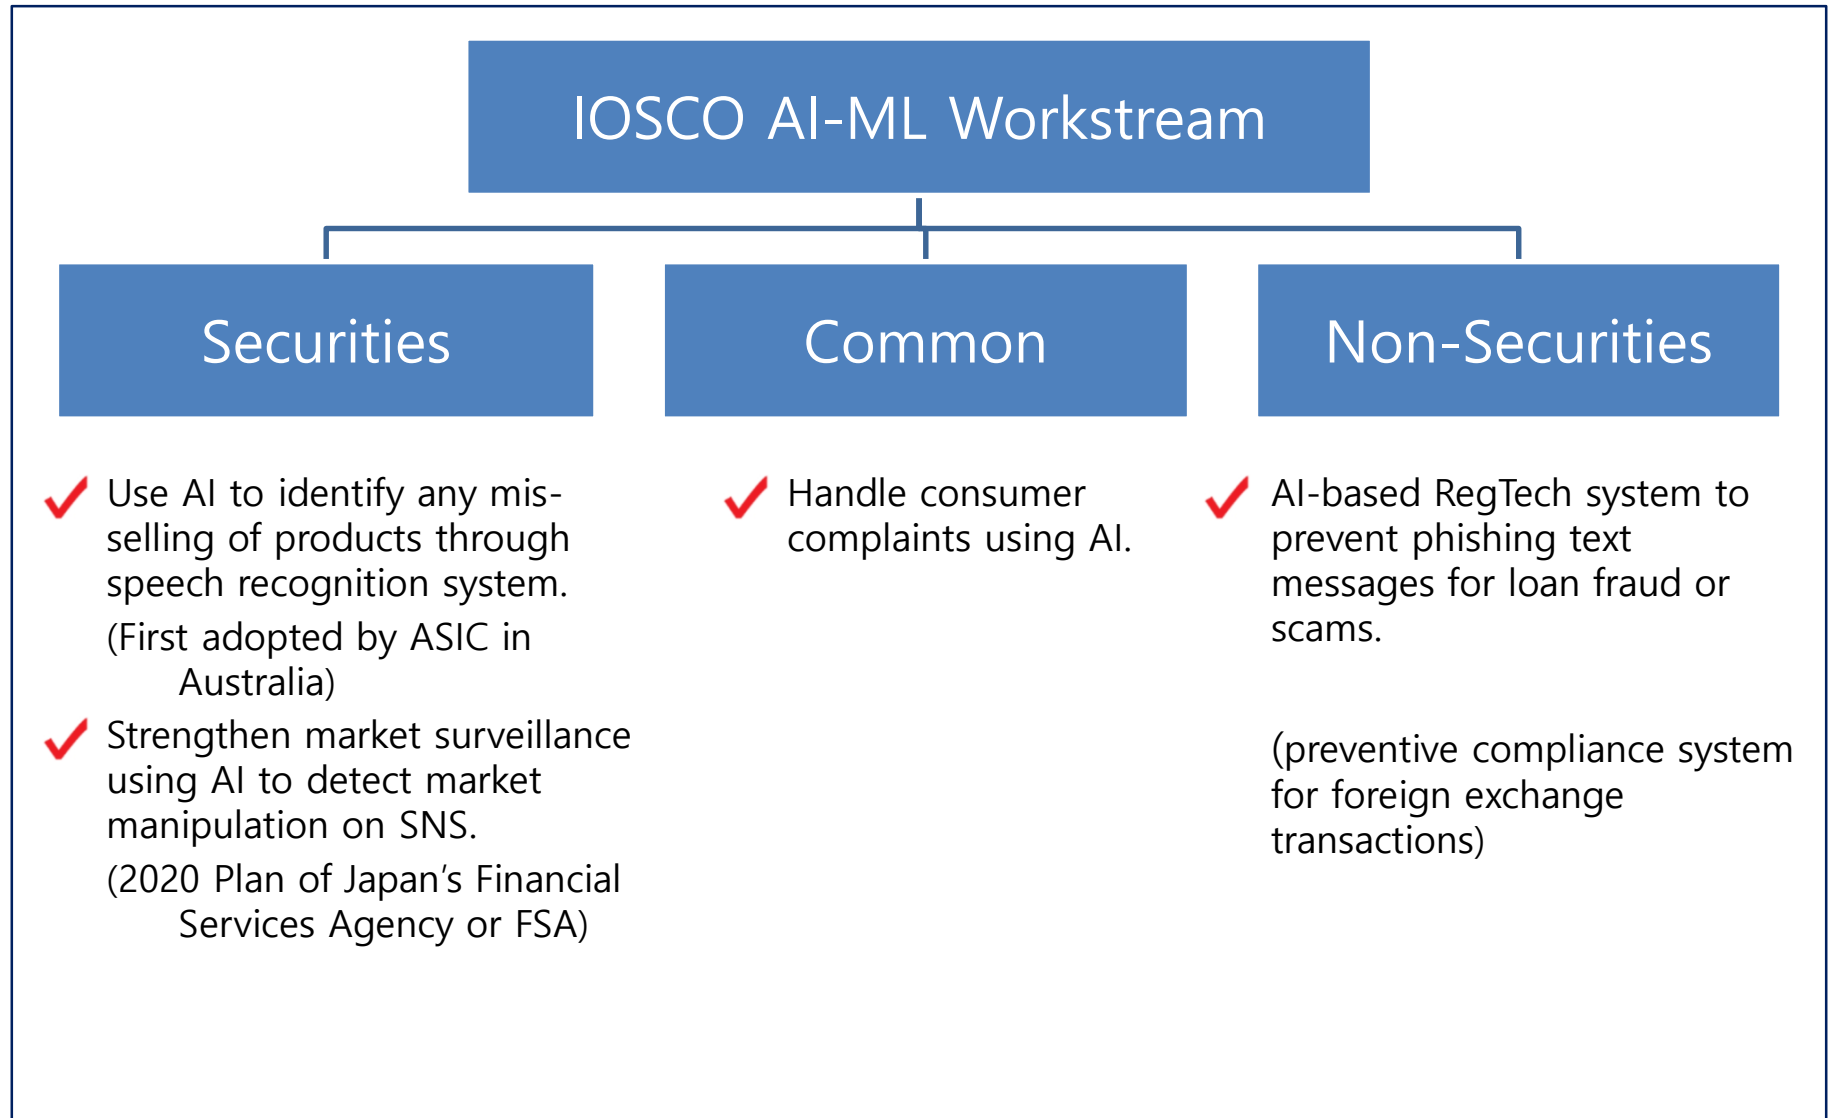 IOSCO AI-ML Workstream
Securities
Common
Non-Securities
Use AI to identify any mis-
selling of products through
speech recognition system.
(First adopted by ASIC in
Australia)
Strengthen market surveillance
using AI to detect market
manipulation on SNS.
(2020 Plan of Japan’s Financial
Services Agency or FSA)
Handle consumer
complaints using AI.
AI-based RegTech system to
prevent phishing text
messages for loan fraud or
scams.
(preventive compliance system
for foreign exchange
transactions)